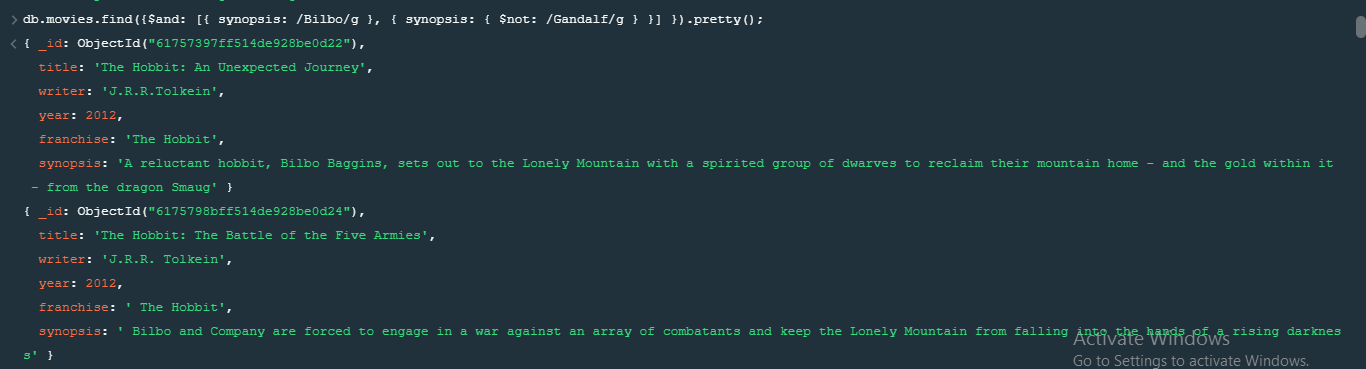 > db.movies.find({$and: [{ synopsis: /Bilbo/g }, { synopsis: { $not: /Gandalf/g } }] }).pretty();
< { _id: ObjectId("61757397ff514de928be0d22"),
title: 'The Hobbit: An Unexpected Journey',
writer: 'J.R.R.Tolkein',
year: 2012,
franchise: 'The Hobbit',
synopsis: 'A reluctant hobbit, Bilbo Baggins, sets out to the Lonely Mountain with a spirited group of dwarves to reclaim their mountain home - and the gold within it
- from the dragon Smaug' }
{ _id: ObjectId("6175798bff514de928be0d24"),
title: 'The Hobbit: The Battle of the Five Armies',
writer: 'J.R.R. Tolkein',
year: 2012,
franchise: ' The Hobbit',
synopsis: ' Bilbo and Company are forced to engage in a war against an array of combatants and keep the Lonely Mountain from falling into the hands of a rising darknes
s' }
Activate Windows
Go to Settings to activate Windows.